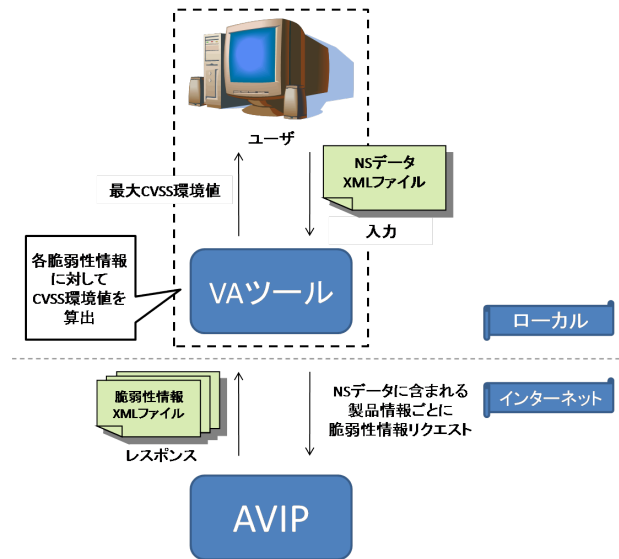 ユーザ
NSデータ
XMLファイル
最大CVSS環境値
入力
各脆弱性情報
に対して
CVSS環境値を
算出
VAツール
ローカル
脆弱性情報
XMLファイル
レスポンス
NSデータに含まれる
製品情報ごとに
脆弱性情報リクエスト
インターネット
AVIP